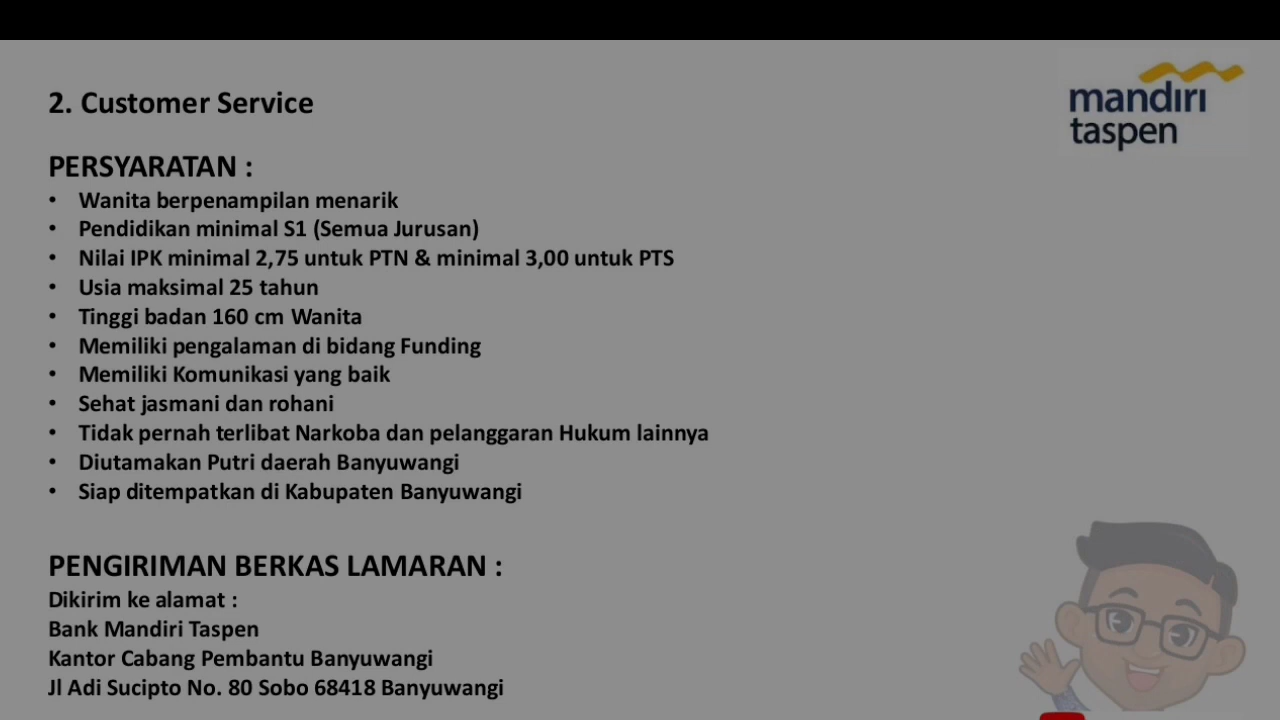 mandiri
taspen
2. Customer Service
PERSYARATAN :
• Wanita berpenampilan menarik
• Pendidikan minimal S1 (Semua Jurusan)
• Nilai IPK minimal 2,75 untuk PTN & minimal 3,00 untuk PTS
• Usia maksimal 25 tahun
• Tinggi badan 160 cm Wanita
• Memiliki pengalaman di bidang Funding
• Memiliki Komunikasi yang baik
• Sehat jasmani dan rohani
• Tidak pernah terlibat Narkoba dan pelanggaran Hukum lainnya
• Diutamakan Putri daerah Banyuwangi
• Siap ditempatkan di Kabupaten Banyuwangi
PENGIRIMAN BERKAS LAMARAN :
Dikirim ke alamat :
Bank Mandiri Taspen
Kantor Cabang Pembantu Banyuwangi
Jl Adi Sucipto No. 80 Sobo 68418 Banyuwangi